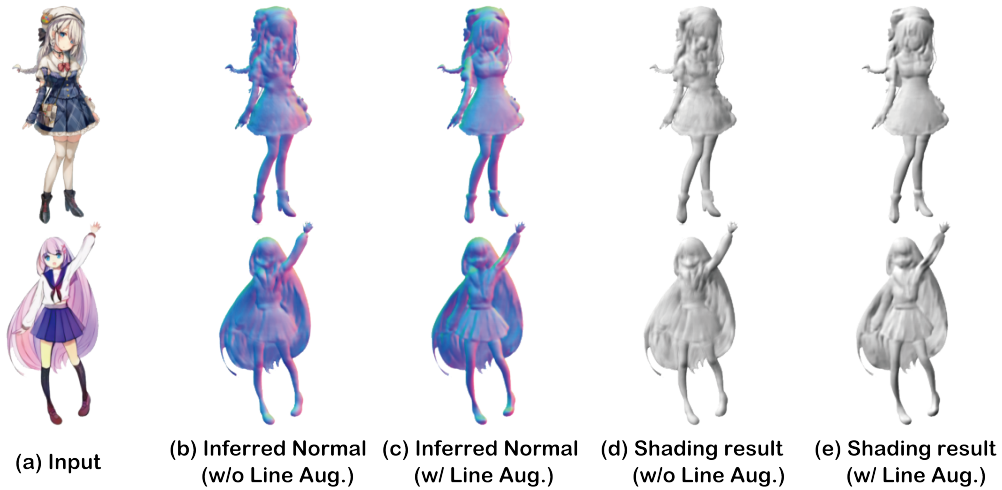 (a) Input
(b) Inferred Normal
(w/o Line Aug.)
(c) Inferred Normal
(w/ Line Aug.)
(d) Shading result
(w/o Line Aug.)
(e) Shading result
(w/ Line Aug.)